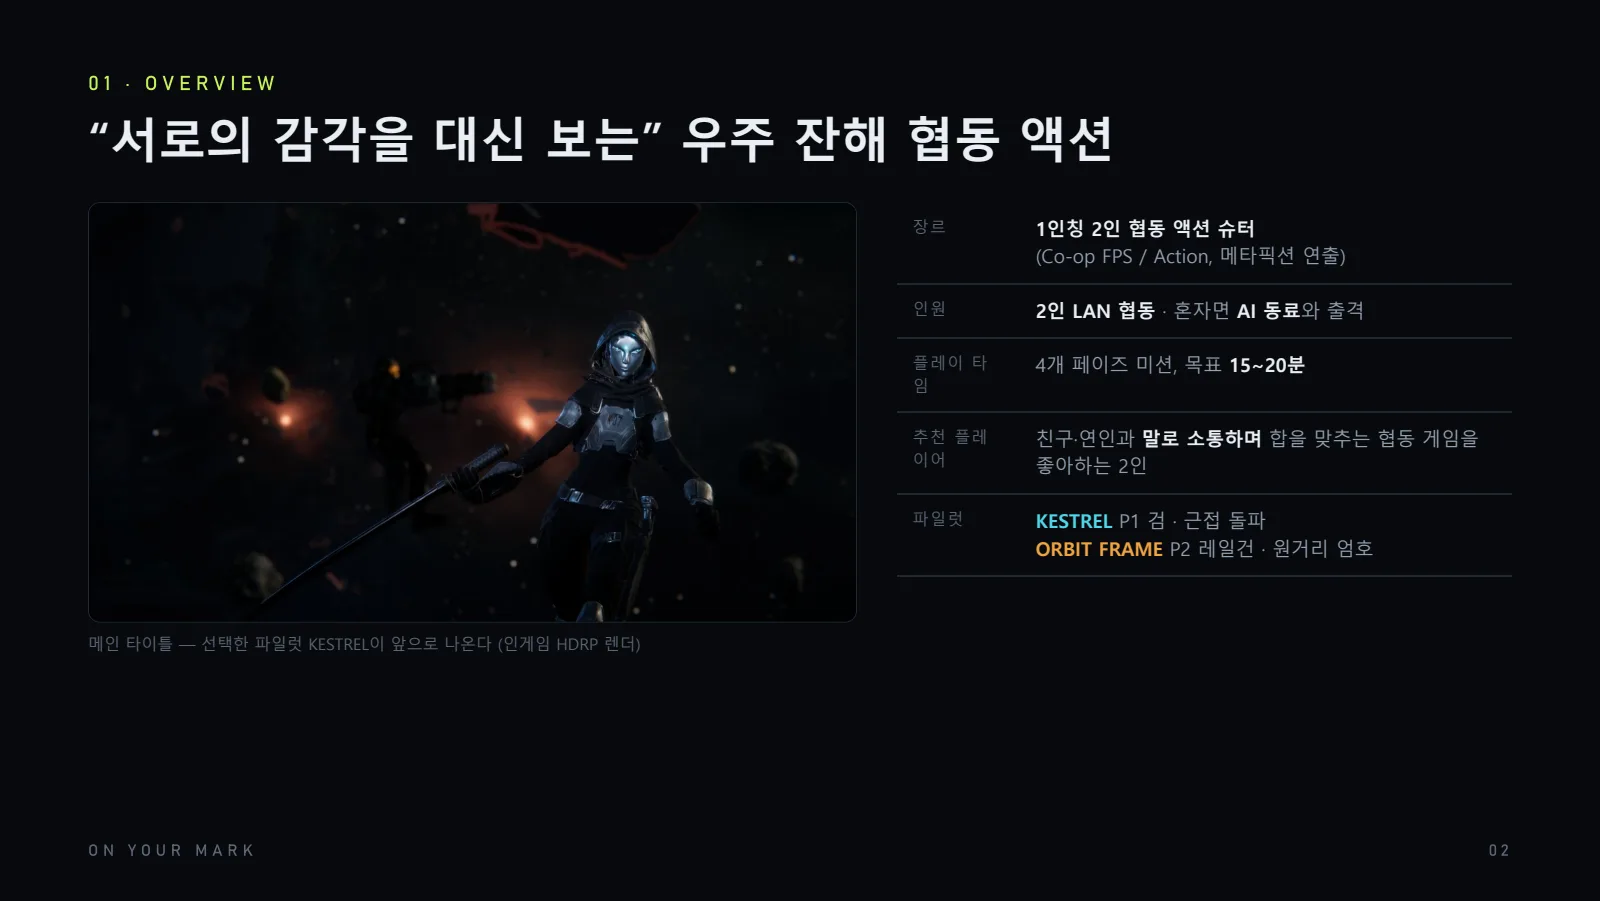 01 · OVERVIEW
“서로의 감각을 대신 보는” 우주 잔해 협동 액션
메인 타이틀 — 선택한 파일럿 KESTREL이 앞으로 나온다 (인게임 HDRP 렌더)
장르
1인칭 2인 협동 액션 슈터
(Co-op FPS / Action, 메타픽션 연출)
인원
2인 LAN 협동 · 혼자면 AI 동료와 출격
플레이 타
임
4개 페이즈 미션, 목표 15~20분
추천 플레
이어
친구·연인과 말로 소통하며 합을 맞추는 협동 게임을
좋아하는 2인
파일럿
KESTREL P1 검 · 근접 돌파
ORBIT FRAME P2 레일건 · 원거리 엄호
ON YOUR MARK
02